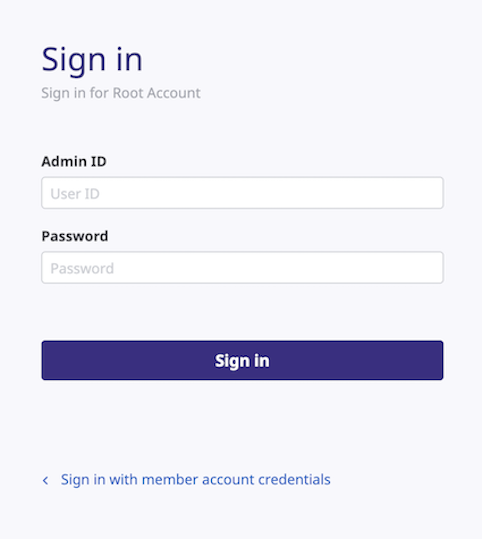 Sign in
Sign in for Root Account
Admin ID
User ID
Password
Password
Sign in
Sign in with member account credentials